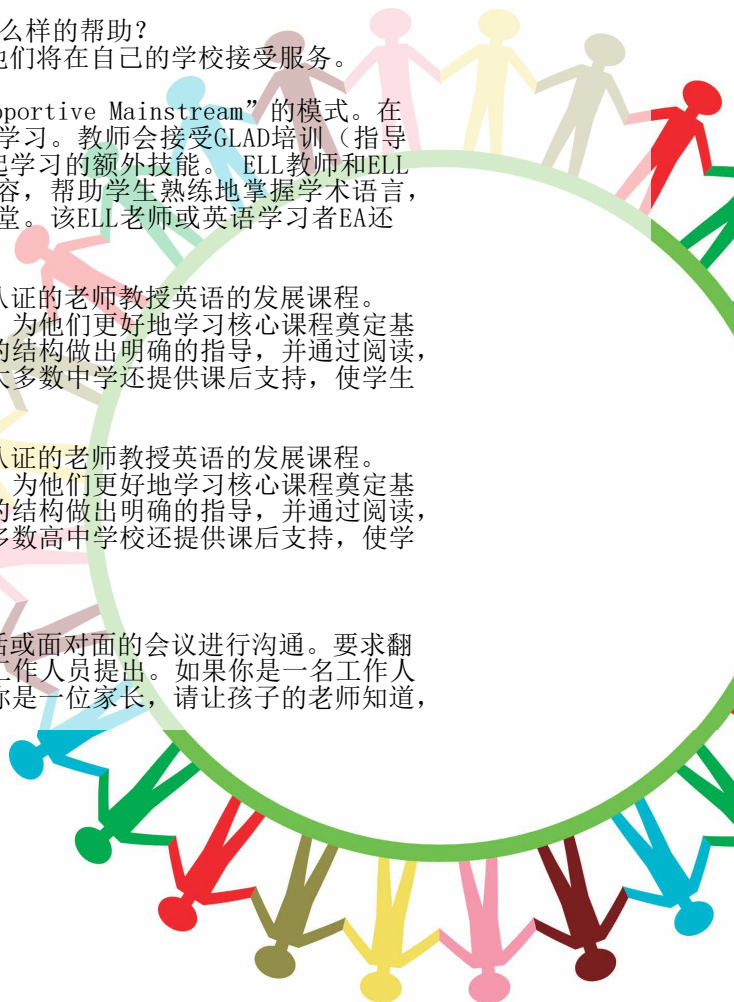 么样的帮助？
他们将在自己的学校接受服务。
pportive Mainstream”的模式。在
学习。教师会接受GLAD培训（指导
起学习的额外技能。 ELL教师和ELL
容，帮助学生熟练地掌握学术语言，
堂。该ELL老师或英语学习者EA还
认证的老师教授英语的发展课程。
，为他们更好地学习核心课程奠定基
的结构做出明确的指导，并通过阅读，
大多数中学还提供课后支持，使学生
认证的老师教授英语的发展课程。
，为他们更好地学习核心课程奠定基
的结构做出明确的指导，并通过阅读，
多数高中学校还提供课后支持，使学
话或面对面的会议进行沟通。要求翻
工作人员提出。如果你是一名工作人
你是一位家长，请让孩子的老师知道，